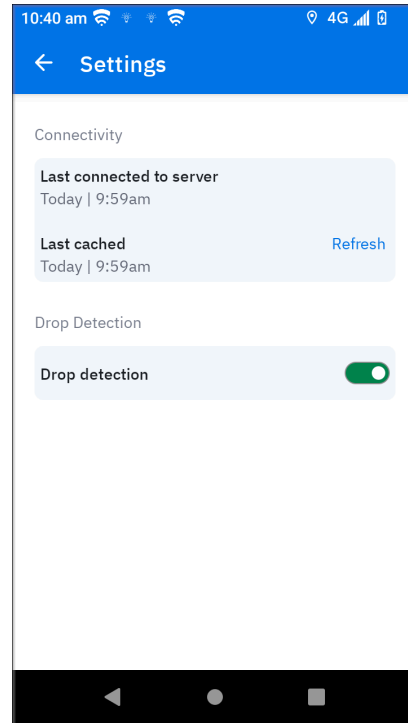 10:40 am 4G
Settings
Connectivity
Last connected to server
Today | 9:59am
Last cached
Refresh
Today | 9:59am
Drop Detection
Drop detection